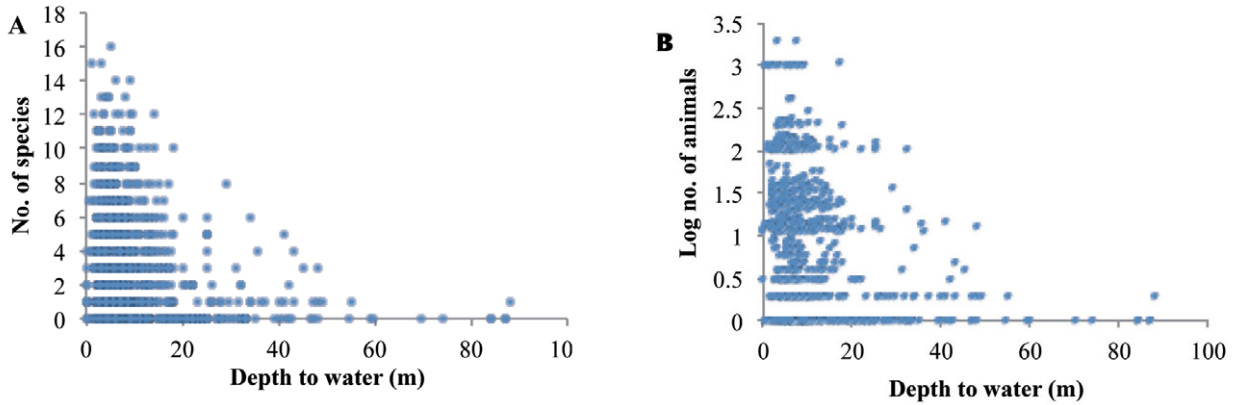 A
No. of species
18
16
14
12
10
8
6
4
2
0
0 20 40 60 80 10
Depth to water (m)
B
Log no. of animals
3.5
3
2.5
2
1.5
1
0.5
0
0 20 40 60 80 100
Depth to water (m)